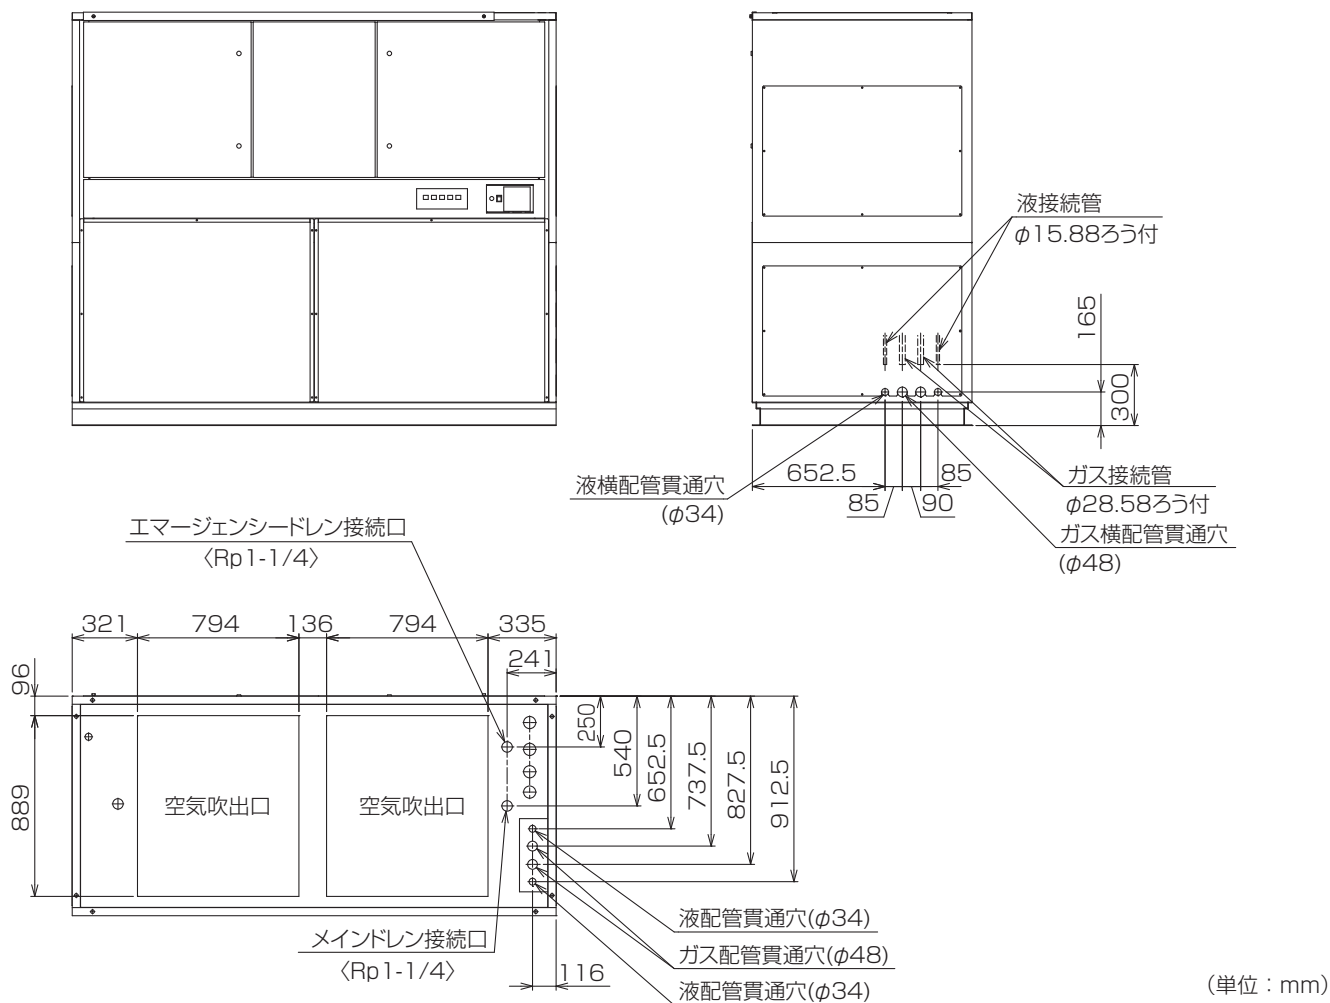 液接続管
φ15.88ろう付
165
300
652.5
85
85
90
液横配管貫通穴
(φ34)
ガス接続管
φ28.58ろう付
ガス横配管貫通穴
(φ48)
エマージェンシードレン接続口
〈Rp1-1/4〉
321
794
136
794
335
241
96
889
250
540
652.5
737.5
827.5
912.5
空気吹出口
空気吹出口
メインドレン接続口
〈Rp1-1/4〉
116
液配管貫通穴(φ34)
ガス配管貫通穴(φ48)
液配管貫通穴(φ34)
(単位：mm)